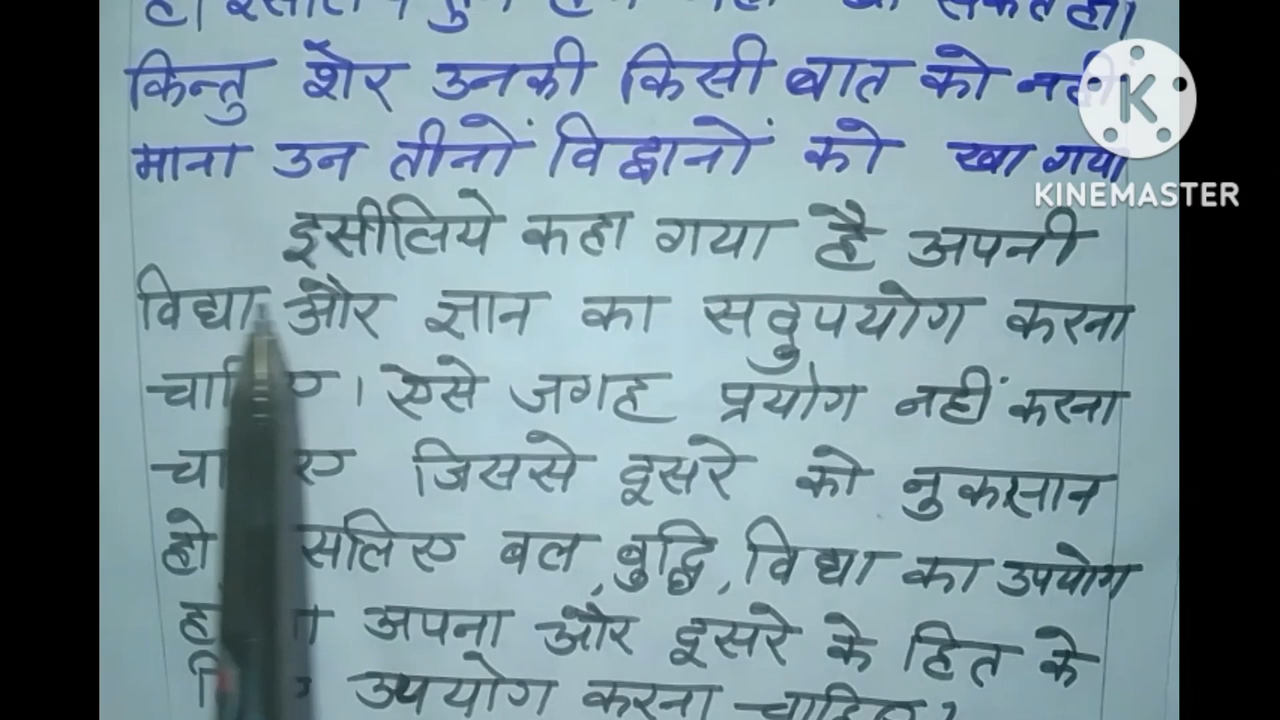 किन्तु शेर उनकी किसी बात को नही
माना उन तीनों विद्वानों को खा गया
इसीलिये कहा गया है अपनी
विद्या और ज्ञान का सदुपयोग करना
। ऐसे जगह प्रयोग नहीं करना
जिससे दूसरे को नुकसान
हो बल, बुद्धि, विद्या का उपयोग
अपना और दूसरे के हित के
उपयोग करना चाहिए।
K
KINEMASTER